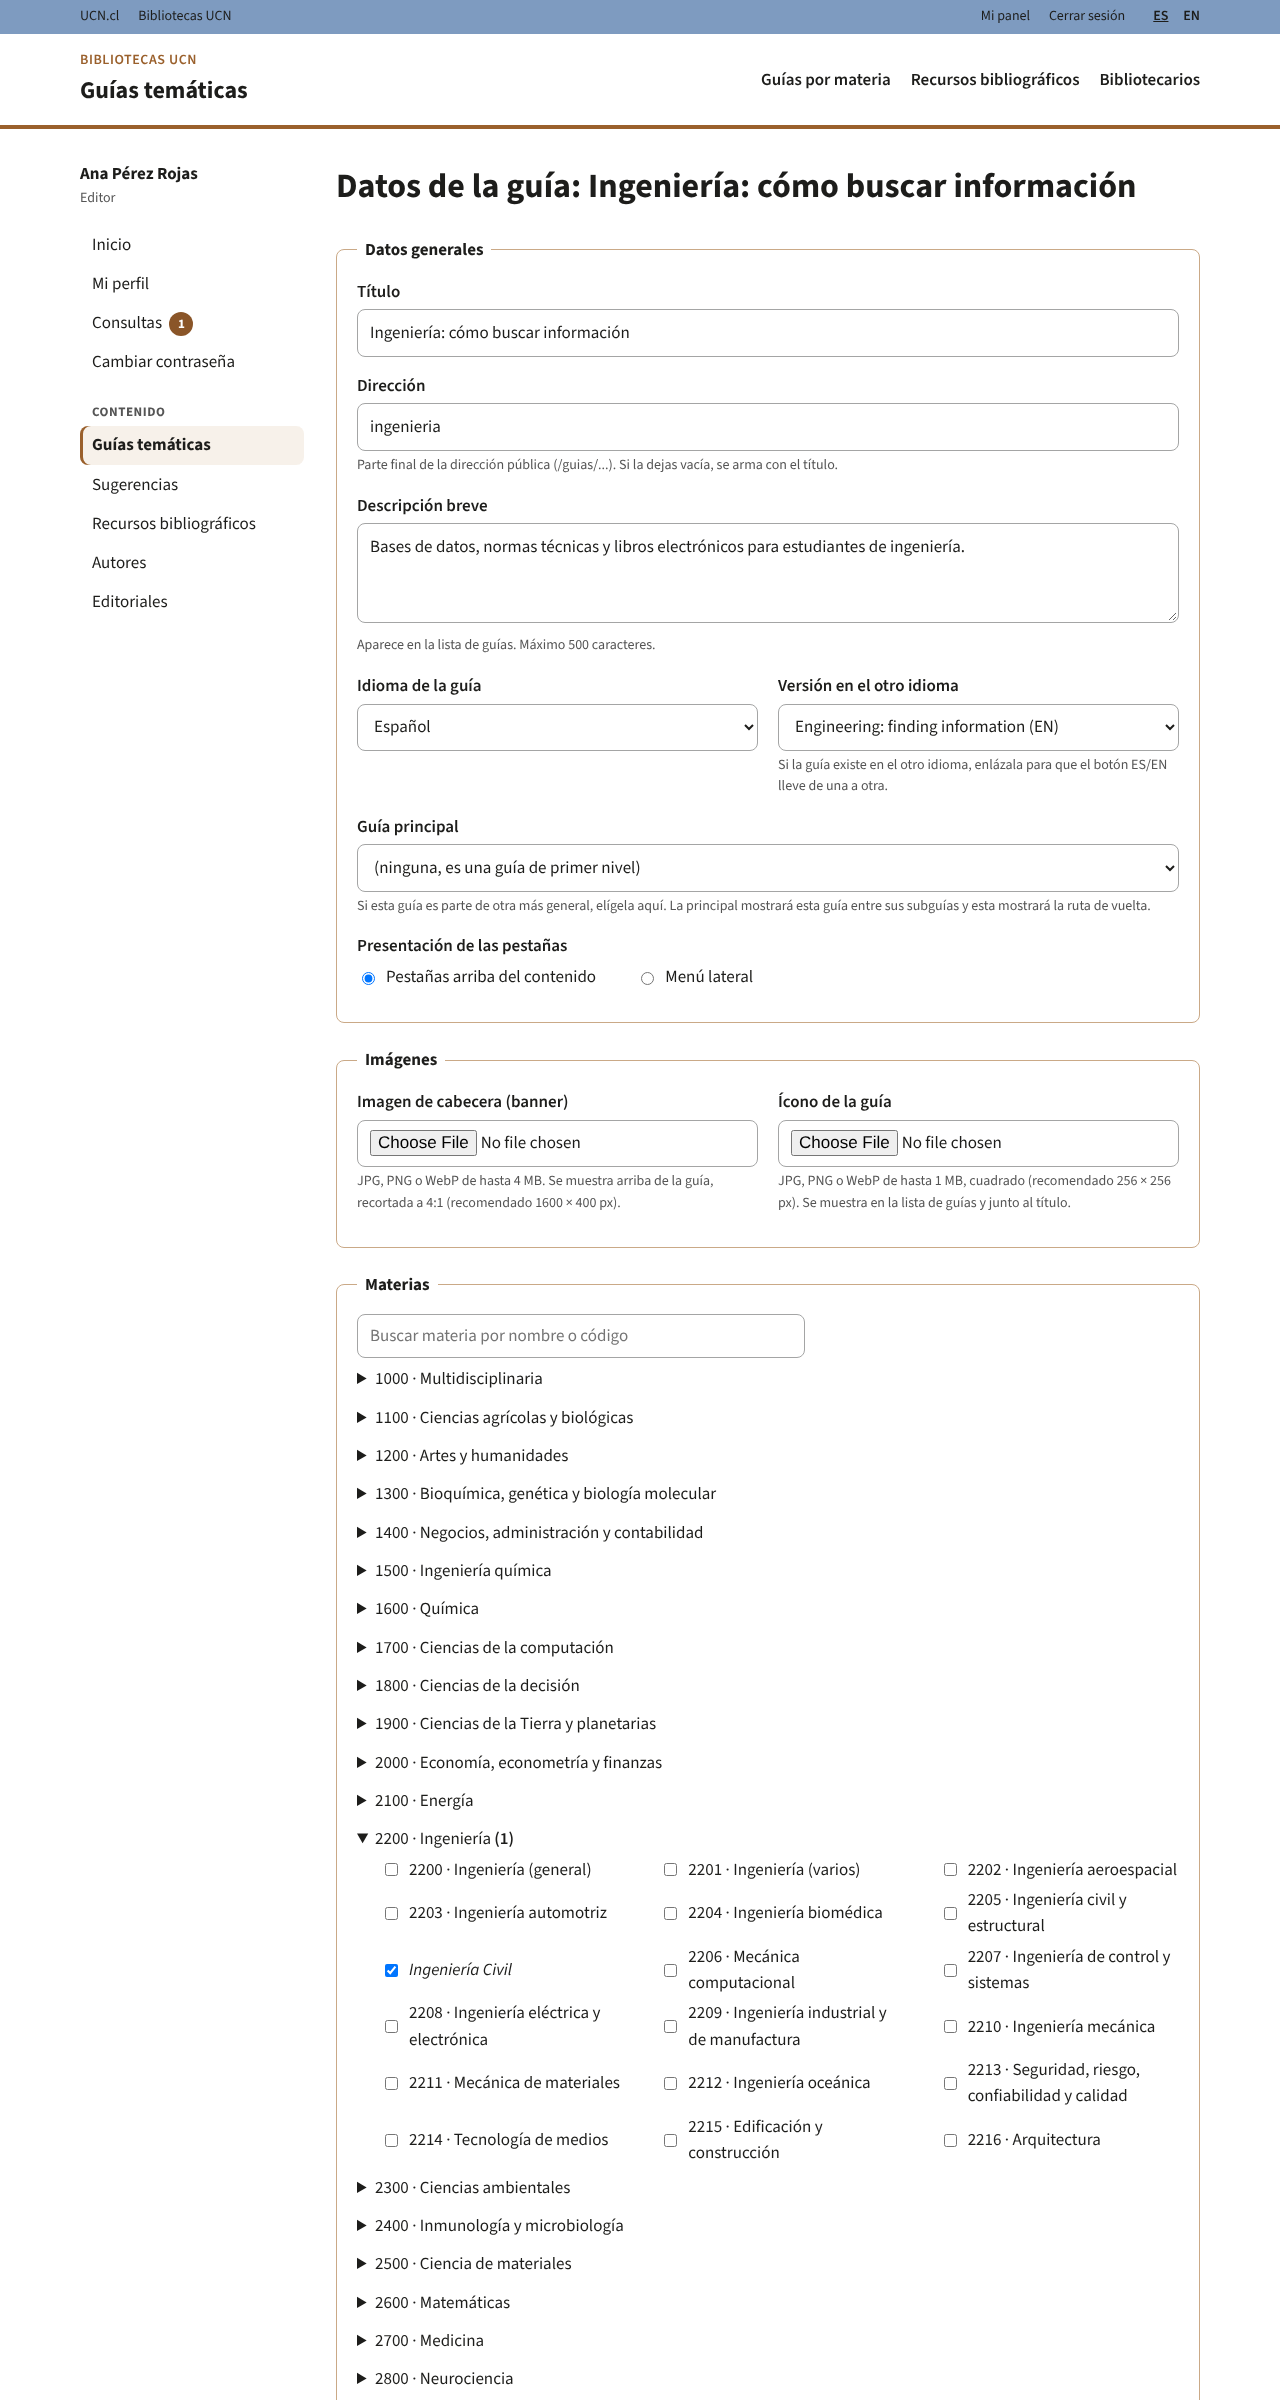 UCN.cl Bibliotecas UCN Mi panel Cerrar sesión ES EN
BIBLIOTECAS UCN
Guías temáticas
Guías por materia Recursos bibliográficos Bibliotecarios
Ana Pérez Rojas
Editor
Inicio
Mi perfil
Consultas 1
Cambiar contraseña
CONTENIDO
Guías temáticas
Sugerencias
Recursos bibliográficos
Autores
Editoriales
Datos de la guía: Ingeniería: cómo buscar información
Datos generales
Título
Ingeniería: cómo buscar información
Dirección
ingenieria
Parte final de la dirección pública (/guias/...). Si la dejas vacía, se arma con el título.
Descripción breve
Bases de datos, normas técnicas y libros electrónicos para estudiantes de ingeniería.
Aparece en la lista de guías. Máximo 500 caracteres.
Idioma de la guía Versión en el otro idioma
Español Engineering: finding information (EN)
Si la guía existe en el otro idioma, enlázala para que el botón ES/EN
lleve de una a otra.
Guía principal
(ninguna, es una guía de primer nivel)
Si esta guía es parte de otra más general, elígela aquí. La principal mostrará esta guía entre sus subguías y esta mostrará la ruta de vuelta.
Presentación de las pestañas
Pestañas arriba del contenido Menú lateral
Imágenes
Imagen de cabecera (banner) Ícono de la guía
Choose File No file chosen Choose File No file chosen
JPG, PNG o WebP de hasta 4 MB. Se muestra arriba de la guía, JPG, PNG o WebP de hasta 1 MB, cuadrado (recomendado 256 × 256
recortada a 4:1 (recomendado 1600 × 400 px). px). Se muestra en la lista de guías y junto al título.
Materias
Buscar materia por nombre o código
1000 · Multidisciplinaria
1100 · Ciencias agrícolas y biológicas
1200 · Artes y humanidades
1300 · Bioquímica, genética y biología molecular
1400 · Negocios, administración y contabilidad
1500 · Ingeniería química
1600 · Química
1700 · Ciencias de la computación
1800 · Ciencias de la decisión
1900 · Ciencias de la Tierra y planetarias
2000 · Economía, econometría y finanzas
2100 · Energía
2200 · Ingeniería (1)
2200 · Ingeniería (general) 2201 · Ingeniería (varios) 2202 · Ingeniería aeroespacial
2203 · Ingeniería automotriz 2204 · Ingeniería biomédica 2205 · Ingeniería civil y
estructural
Ingeniería Civil 2206 · Mecánica 2207 · Ingeniería de control y
computacional sistemas
2208 · Ingeniería eléctrica y 2209 · Ingeniería industrial y 2210 · Ingeniería mecánica
electrónica de manufactura
2211 · Mecánica de materiales 2212 · Ingeniería oceánica 2213 · Seguridad, riesgo,
confiabilidad y calidad
2214 · Tecnología de medios 2215 · Edificación y 2216 · Arquitectura
construcción
2300 · Ciencias ambientales
2400 · Inmunología y microbiología
2500 · Ciencia de materiales
2600 · Matemáticas
2700 · Medicina
2800 · Neurociencia